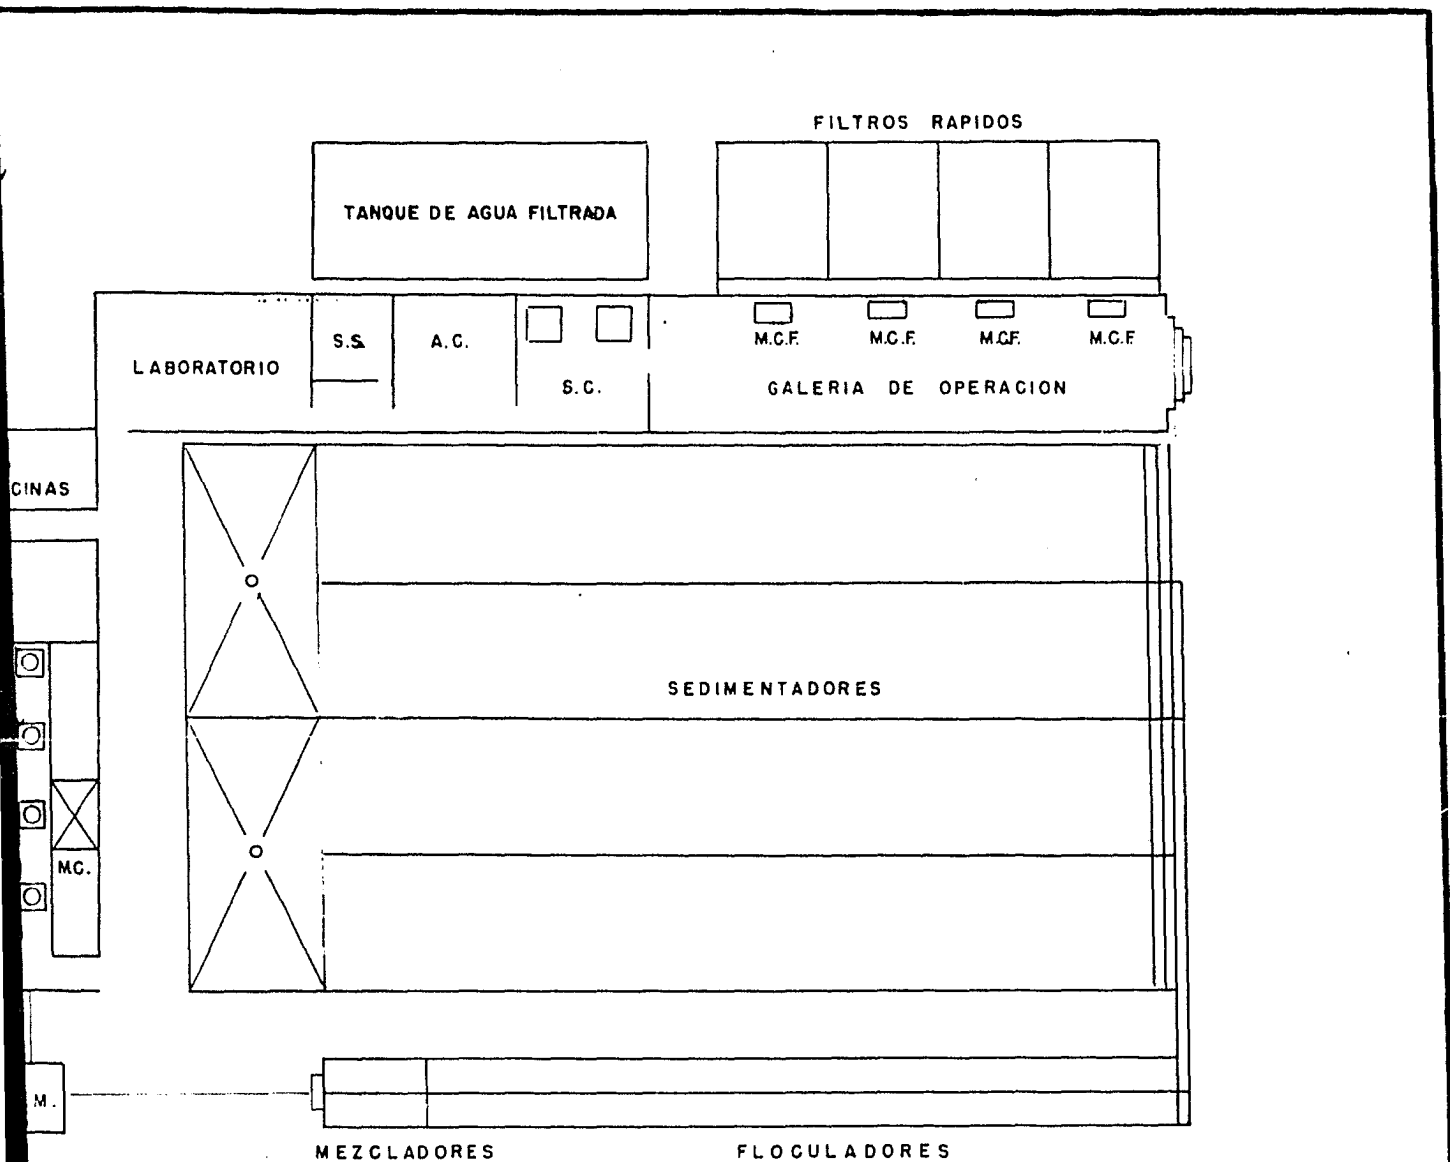 FILTROS RAPIDOS
TANQUE DE AGUA FILTRADA
M.C.F. M.C.F. M.C.F. M.C.F
S.S. A.C.
LABORATORIO
S.C.
GALERIA DE OPERACION
CINAS
SEDIMENTADORES
MC.
M.
MEZCLADORES FLOCULADORES